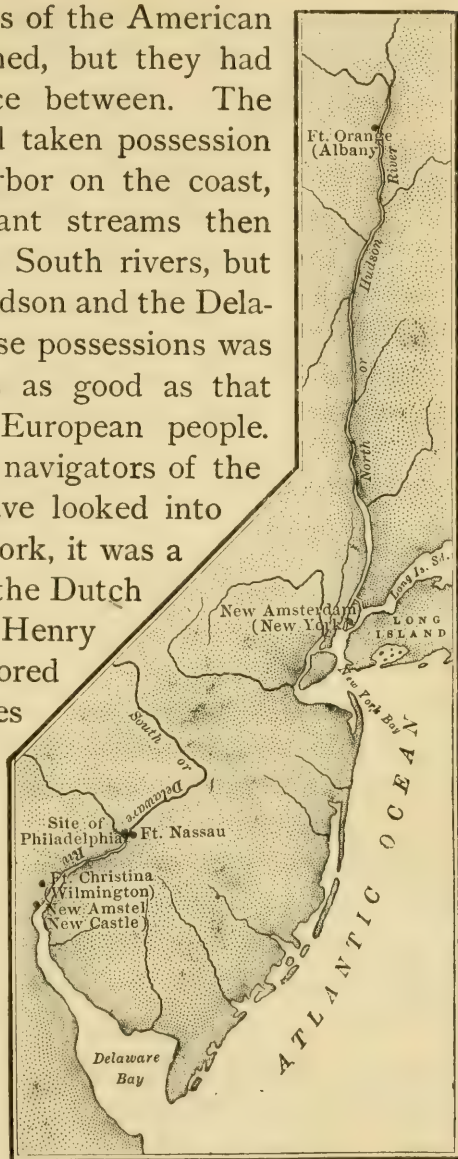 s of the American
ned, but they had
ce between. The
l taken possession
rbor on the coast,
ant streams then
South rivers, but
dson and the Dela-
se possessions was
as good as that
European people.
navigators of the
ave looked into
ork, it was a
the Dutch
Henry
ored
es
Ft. Orange
(Albany)
North or Hudson River
New Amsterdam
(New York)
Long Is. Sd.
LONG
ISLAND
New York Bay
ATLANTIC OCEAN
South or Delaware Riv.
Site of
Philadelphia
Ft. Nassau
Ft. Christina
(Wilmington)
New Amstel
(New Castle)
Delaware
Bay